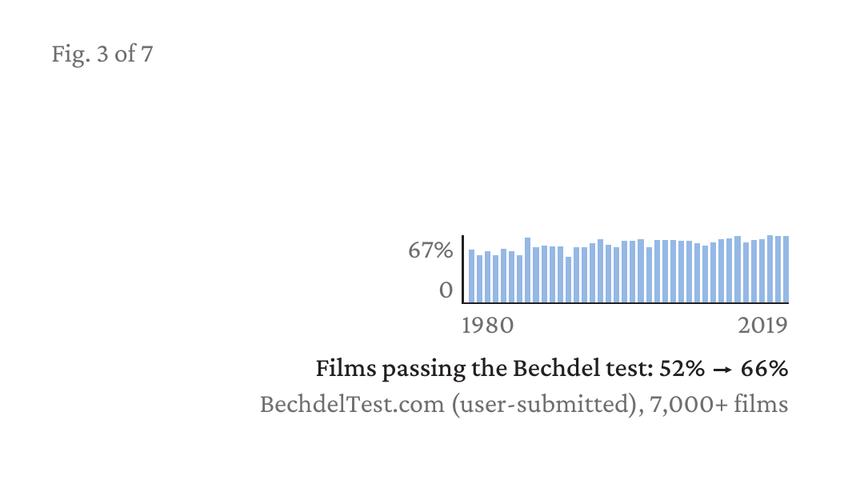 Fig. 3 of 7
67%
0
1980 2019
Films passing the Bechdel test: 52% → 66%
BechdelTest.com (user-submitted), 7,000+ films